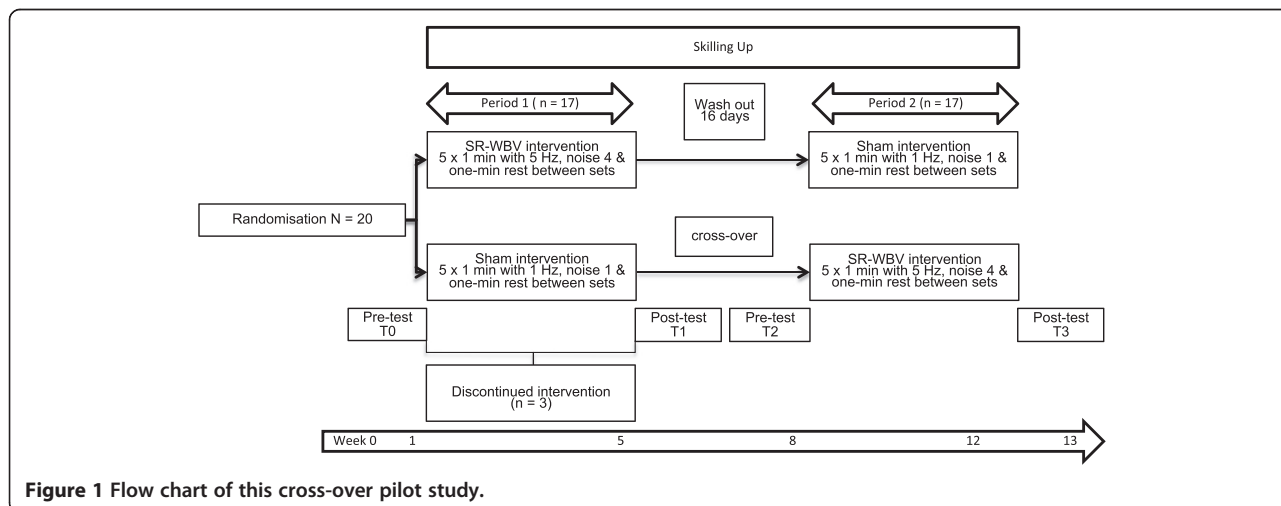 Skilling Up
Period 1 ( n = 17)
Wash out
16 days
Period 2 (n = 17)
SR-WBV intervention
5 x 1 min with 5 Hz, noise 4 &
one-min rest between sets
Sham intervention
5 x 1 min with 1 Hz, noise 1 &
one-min rest between sets
Randomisation N = 20
cross-over
Sham intervention
5 x 1 min with 1 Hz, noise 1 &
one-min rest between sets
SR-WBV intervention
5 x 1 min with 5 Hz, noise 4 &
one-min rest between sets
Pre-test
T0
Post-test
T1
Pre-test
T2
Post-test
T3
Discontinued intervention
(n = 3)
Week 0 1 5 8 12 13
Figure 1 Flow chart of this cross-over pilot study.